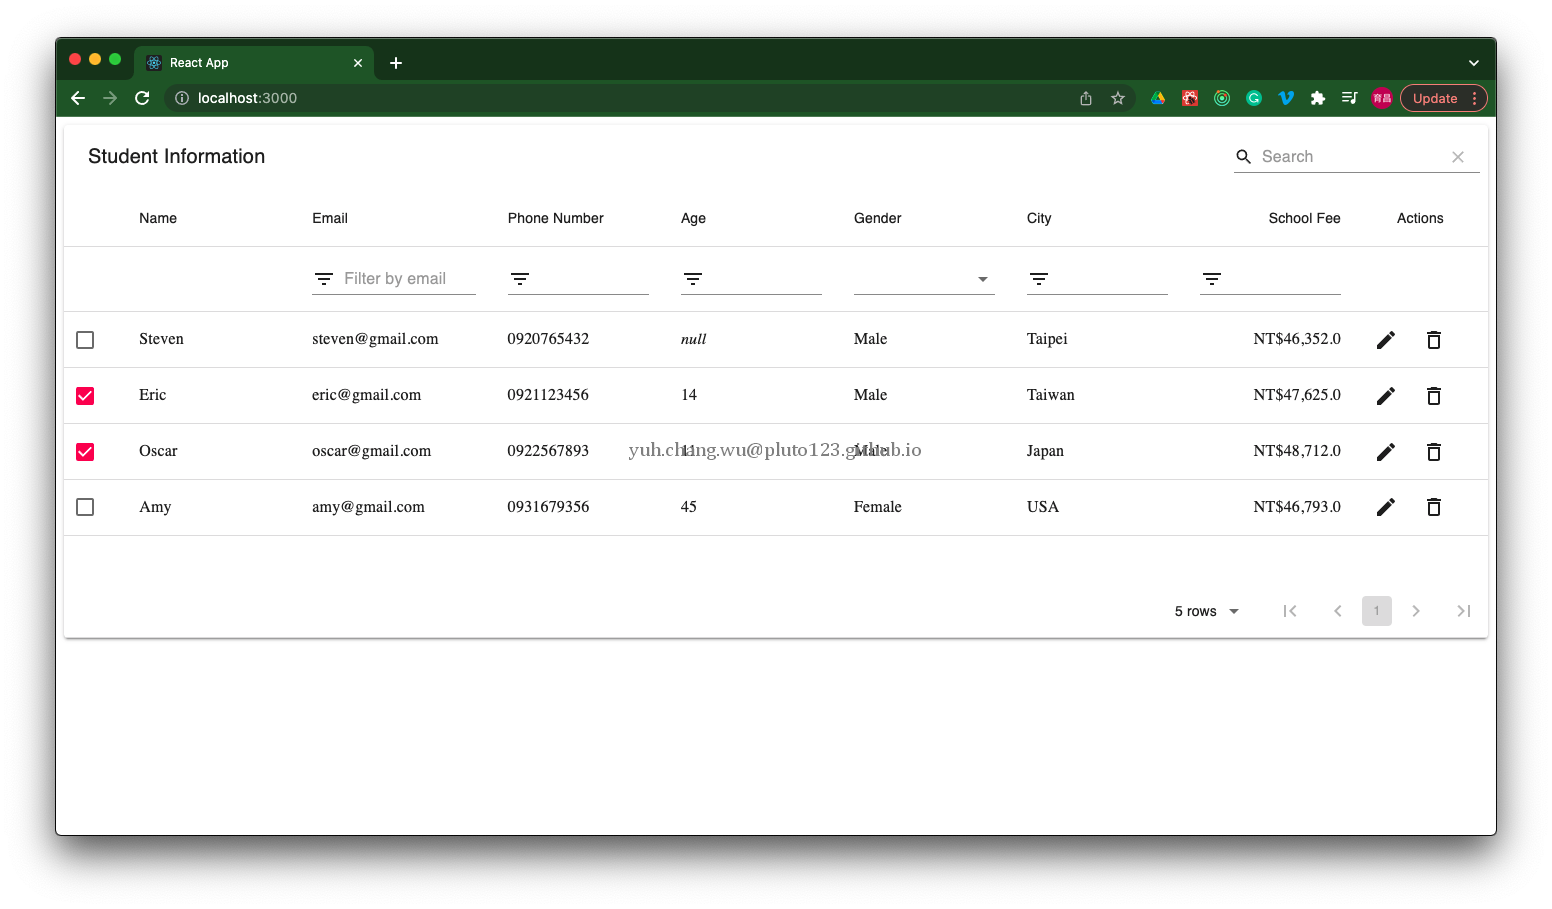 React App
localhost:3000
育昌
Update
Student Information
Search
Name Email Phone Number Age Gender City School Fee Actions
Filter by email
Steven steven@gmail.com 0920765432 null Male Taipei NT$46,352.0
Eric eric@gmail.com 0921123456 14 Male Taiwan NT$47,625.0
Oscar oscar@gmail.com 0922567893 11 Male Japan NT$48,712.0
yuh.chang.wu@pluto123.github.io
Amy amy@gmail.com 0931679356 45 Female USA NT$46,793.0
5 rows 1